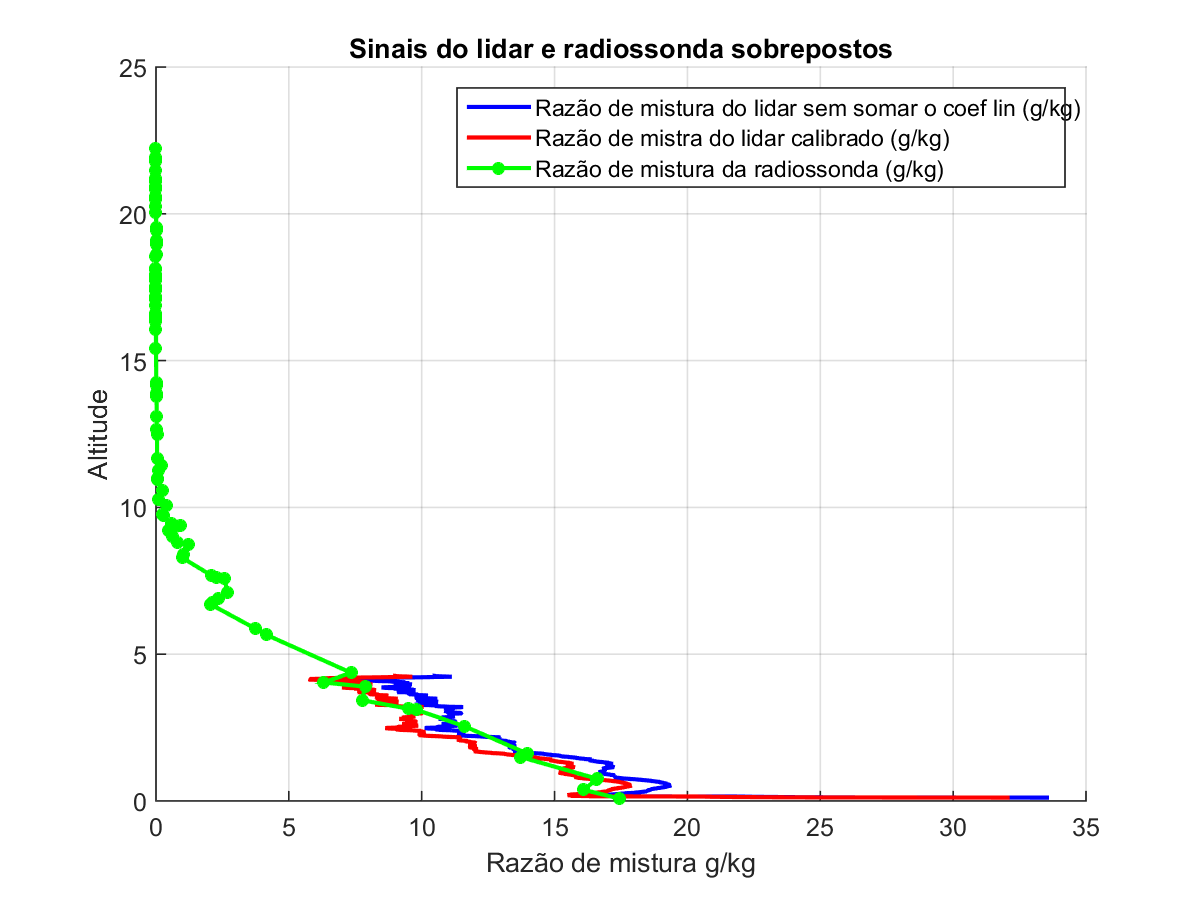 Sinais do lidar e radiossonda sobrepostos
25
20
15
10
5
0
Altitude
Razão de mistura do lidar sem somar o coef lin (g/kg)
Razão de mistra do lidar calibrado (g/kg)
Razão de mistura da radiossonda (g/kg)
0 5 10 15 20 25 30 35
Razão de mistura g/kg